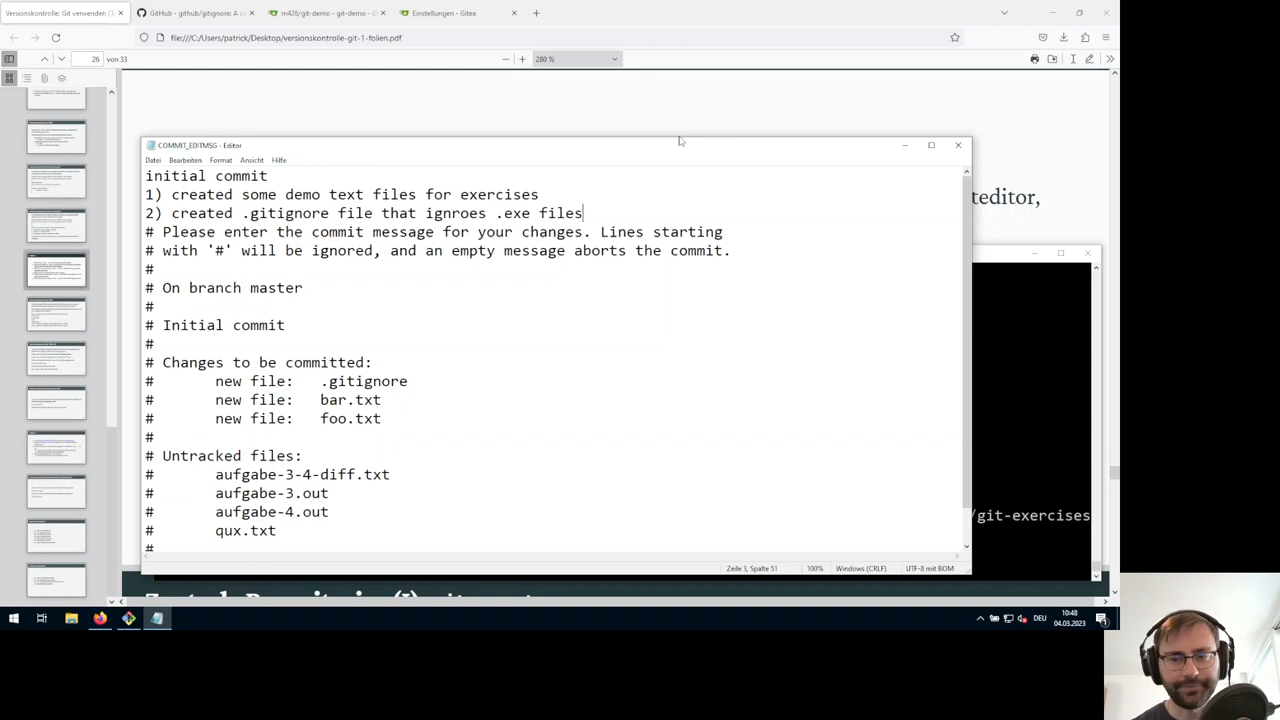 Versionskontrolle: Git verwenden (T
GitHub - github/gitignore: A co
m426/git-demo - git-demo - G
Einstellungen - Gitea
file:///C:/Users/patrick/Desktop/versionskontrolle-git-1-folien.pdf
26 von 33
280 %
COMMIT_EDITMSG - Editor
Datei Bearbeiten Format Ansicht Hilfe
initial commit
1) created some demo text files for exercises
2) created .gitignore file that ignroes .exe files
# Please enter the commit message for your changes. Lines starting
# with '#' will be ignored, and an empty message aborts the commit.
#
# On branch master
#
# Initial commit
#
# Changes to be committed:
# new file: .gitignore
# new file: bar.txt
# new file: foo.txt
#
# Untracked files:
# aufgabe-3-4-diff.txt
# aufgabe-3.out
# aufgabe-4.out
# qux.txt
#
Zeile 3, Spalte 51 100% Windows (CRLF) UTF-8 mit BOM
teditor,
/git-exercises
DEU
10:48
04.03.2023